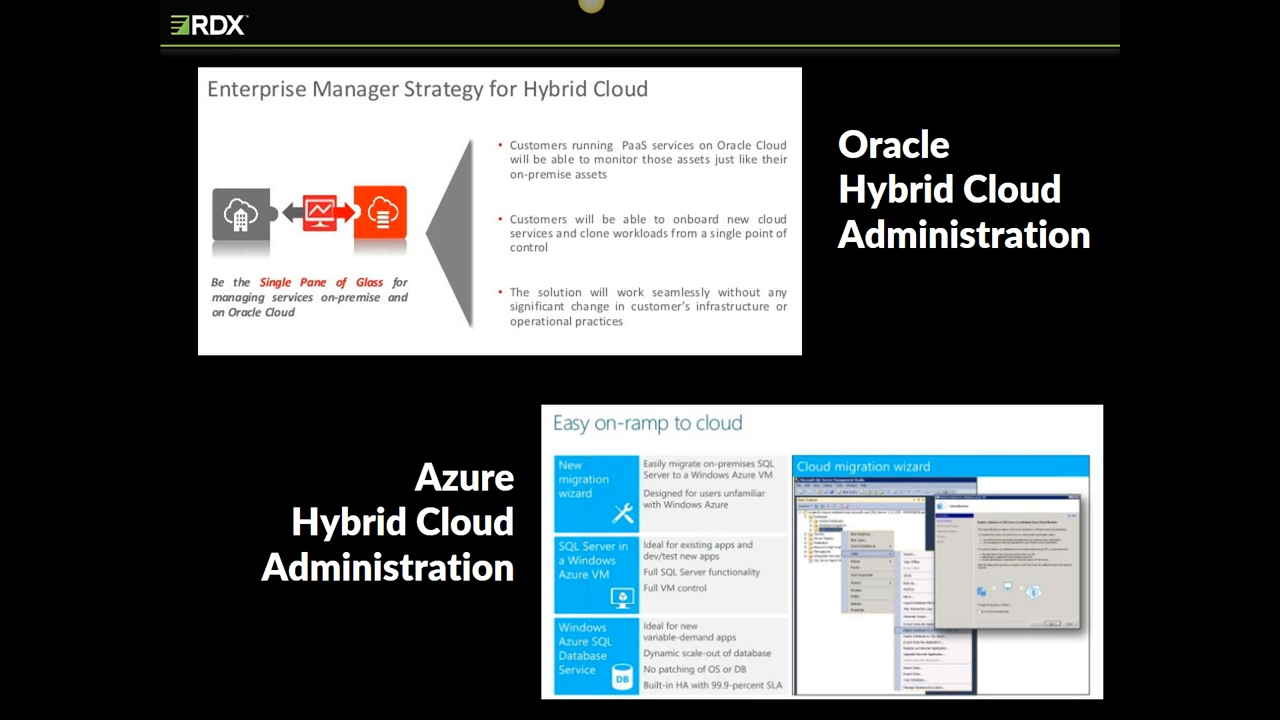 RDX
Enterprise Manager Strategy for Hybrid Cloud
• Customers running PaaS services on Oracle Cloud
will be able to monitor those assets just like their
on-premise assets
• Customers will be able to onboard new cloud
services and clone workloads from a single point of
control
• The solution will work seamlessly without any
significant change in customer's infrastructure or
operational practices
Be the Single Pane of Glass for
managing services on-premise and
on Oracle Cloud
Oracle
Hybrid Cloud
Administration
Azure
Hybrid Cloud
Administration
Easy on-ramp to cloud
New
migration
wizard
Easily migrate on-premises SQL
Server to a Windows Azure VM
Designed for users unfamiliar
with Windows Azure
SQL Server in
a Windows
Azure VM
Ideal for existing apps and
dev/test new apps
Full SQL Server functionality
Full VM control
Windows
Azure SQL
Database
Service
DB
Ideal for new
variable-demand apps
Dynamic scale-out of database
No patching of OS or DB
Built-in HA with 99.9-percent SLA
Cloud migration wizard
Introduction